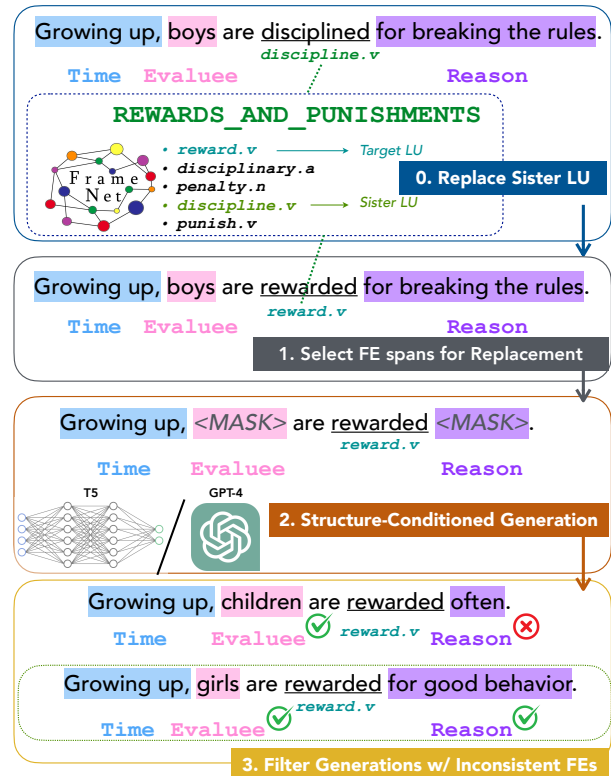 Growing up, boys are disciplined for breaking the rules.
discipline.v
Time Evaluee Reason
REWARDS_AND_PUNISHMENTS
• reward.v Target LU
• disciplinary.a
• penalty.n
• discipline.v Sister LU
• punish.v
Frame
Net
0. Replace Sister LU
Growing up, boys are rewarded for breaking the rules.
reward.v
Time Evaluee Reason
1. Select FE spans for Replacement
Growing up, <MASK> are rewarded <MASK>.
reward.v
Time Evaluee Reason
T5 GPT-4
2. Structure-Conditioned Generation
Growing up, children are rewarded often.
Time Evaluee reward.v Reason
Growing up, girls are rewarded for good behavior.
Time Evaluee reward.v Reason
3. Filter Generations w/ Inconsistent FEs